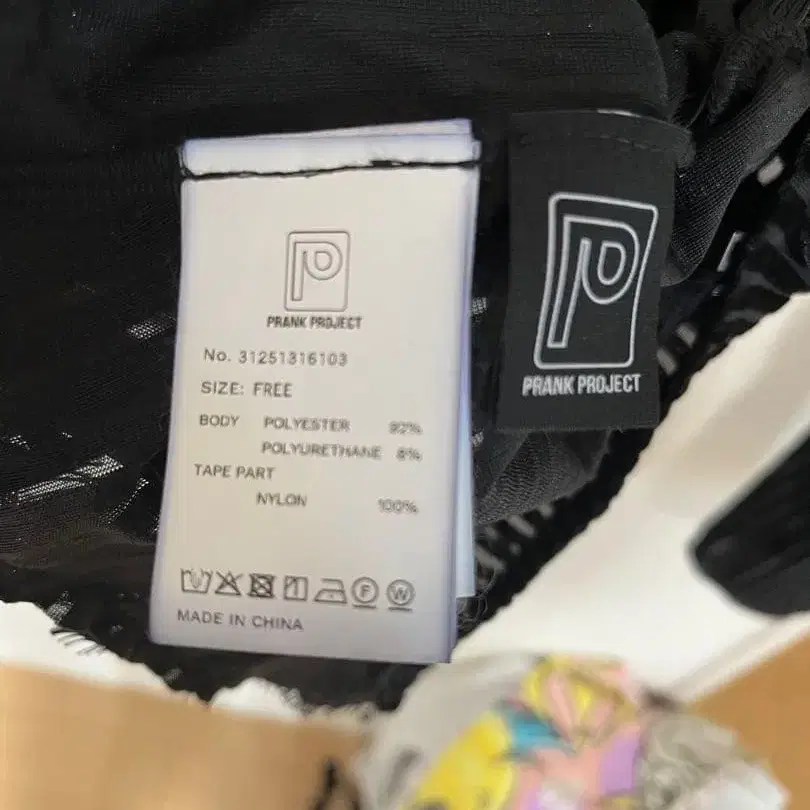 PRANK PROJECT
No. 31251316103
SIZE: FREE
BODY POLYESTER 92%
POLYURETHANE 8%
TAPE PART
NYLON 100%
F W
MADE IN CHINA
PRANK PROJECT